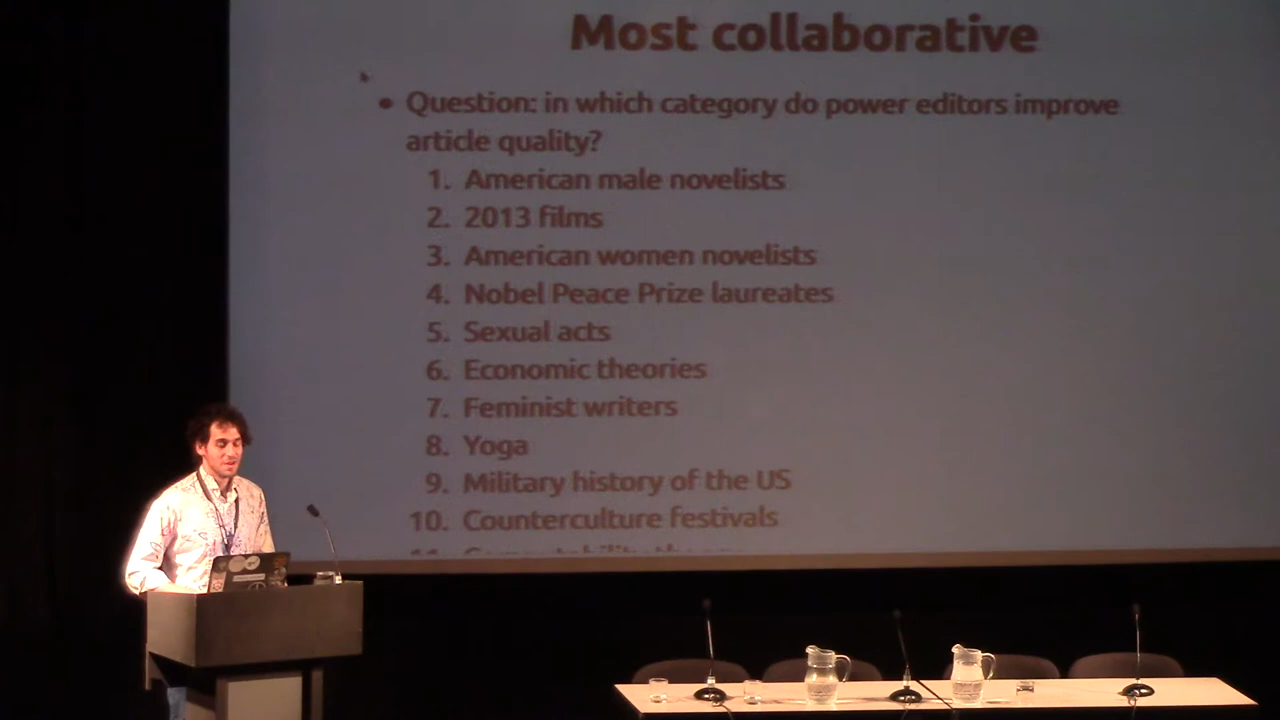 Most collaborative
• Question: in which category do power editors improve
article quality?
1. American male novelists
2. 2013 films
3. American women novelists
4. Nobel Peace Prize laureates
5. Sexual acts
6. Economic theories
7. Feminist writers
8. Yoga
9. Military history of the US
10. Counterculture festivals